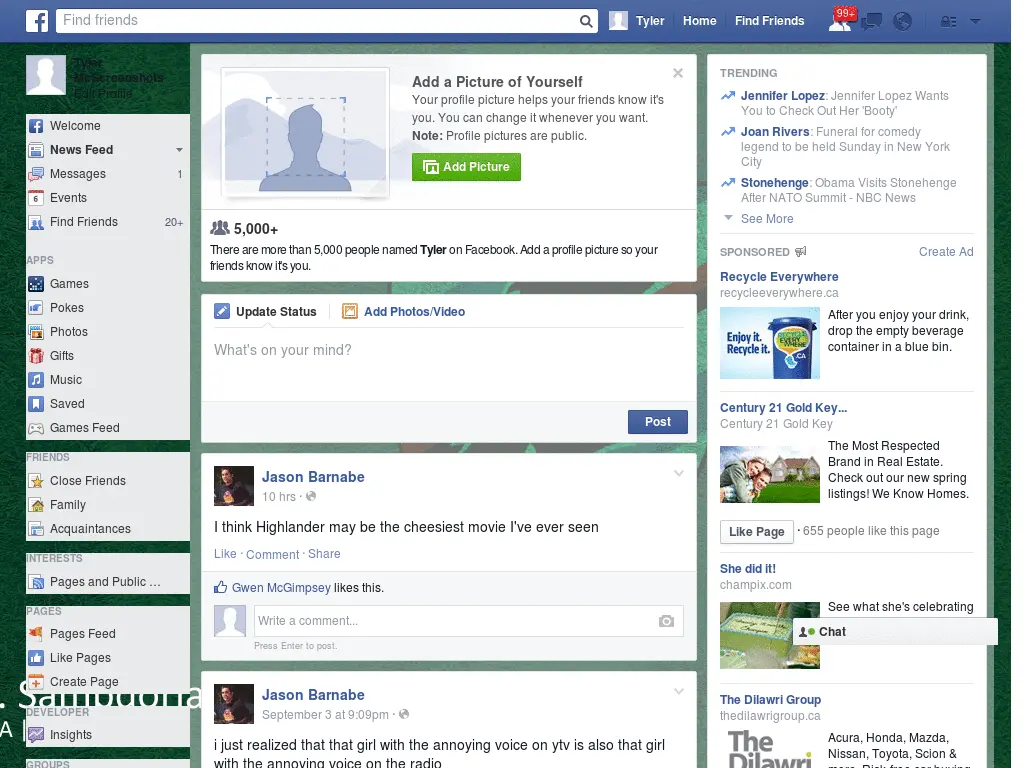 f
Find friends
Tyler
Home
Find Friends
99+
Tyler
McScreenshots
Edit Profile
Welcome
News Feed
Messages 1
6 Events
Find Friends 20+
APPS
Games
Pokes
Photos
Gifts
Music
Saved
Games Feed
FRIENDS
Close Friends
Family
Acquaintances
INTERESTS
Pages and Public ...
PAGES
Pages Feed
Like Pages
Create Page
DEVELOPER
Insights
GROUPS
Add a Picture of Yourself
Your profile picture helps your friends know it's
you. You can change it whenever you want.
Note: Profile pictures are public.
Add Picture
5,000+
There are more than 5,000 people named Tyler on Facebook. Add a profile picture so your
friends know it's you.
Update Status
Add Photos/Video
What's on your mind?
Post
Jason Barnabe
10 hrs ·
I think Highlander may be the cheesiest movie I've ever seen
Like · Comment · Share
Gwen McGimpsey likes this.
Write a comment...
Press Enter to post.
Jason Barnabe
September 3 at 9:09pm ·
i just realized that that girl with the annoying voice on ytv is also that girl
with the annoying voice on the radio
TRENDING
Jennifer Lopez: Jennifer Lopez Wants
You to Check Out Her 'Booty'
Joan Rivers: Funeral for comedy
legend to be held Sunday in New York
City
Stonehenge: Obama Visits Stonehenge
After NATO Summit - NBC News
See More
SPONSORED
Create Ad
Recycle Everywhere
recycleeverywhere.ca
Enjoy it.
Recycle it.
After you enjoy your drink,
drop the empty beverage
container in a blue bin.
Century 21 Gold Key...
Century 21 Gold Key
The Most Respected
Brand in Real Estate.
Check out our new spring
listings! We Know Homes.
Like Page · 655 people like this page
She did it!
champix.com
See what she's celebrating
Chat
The Dilawri Group
thedilawrigroup.ca
The
Dilawri
Acura, Honda, Mazda,
Nissan, Toyota, Scion &